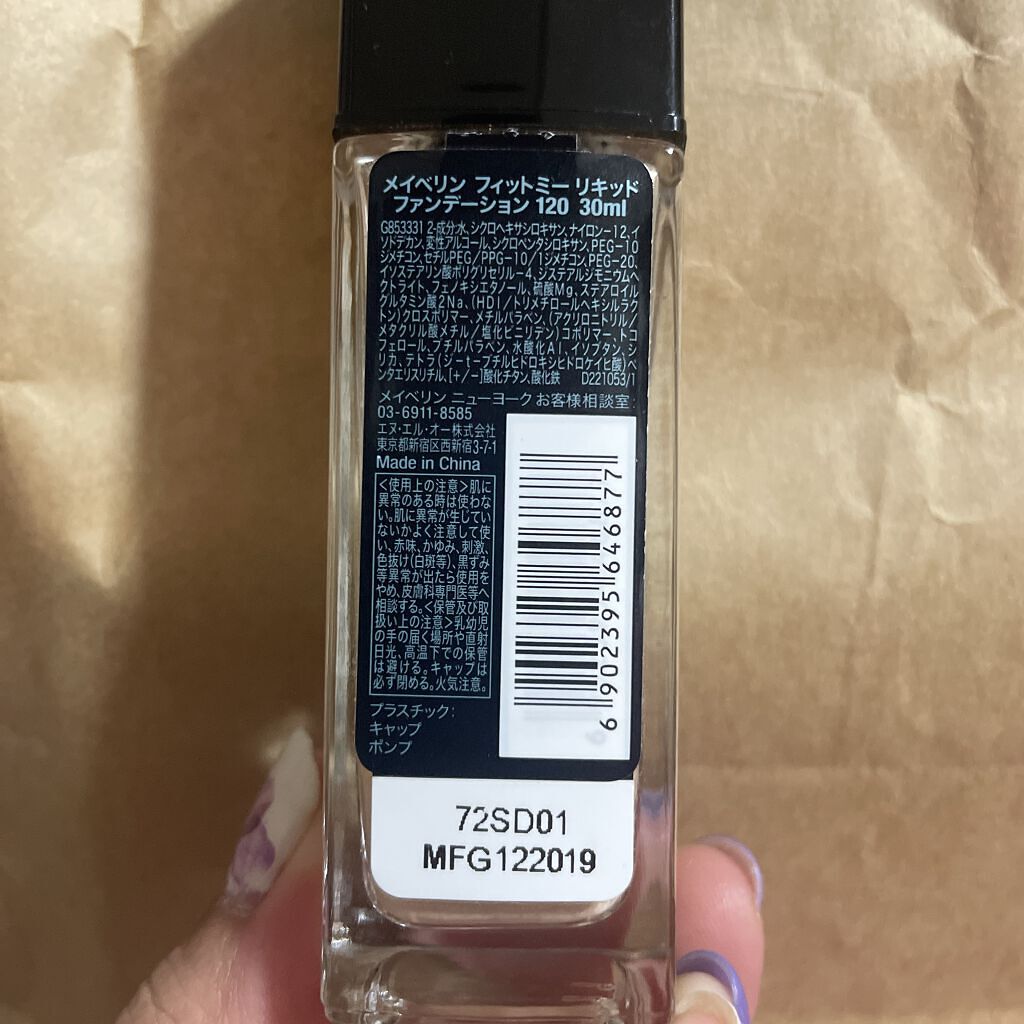 メイベリン フィットミー リキッド
ファンデーション 120 30ml
G853331 2-成分:水、シクロヘキサシロキサン、ナイロン-12、イ
ソドデカン、変性アルコール、シクロペンタシロキサン、PEG-10
ジメチコン、セチルPEG/PPG-10/1ジメチコン、PEG-20、
イソステアリン酸ポリグリセリル-4、ジステアルジモニウムヘ
クトライト、フェノキシエタノール、硫酸Mg、ステアロイル
グルタミン酸2Na、(HDI/トリメチロールヘキシルラク
トン)クロスポリマー、メチルパラベン、(アクリロニトリル/
メタクリル酸メチル/塩化ビニリデン)コポリマー、トコ
フェロール、ブチルパラベン、水酸化Al、イソブタン、シ
リカ、テトラ(ジ-t-ブチルヒドロキシヒドロケイヒ酸)ペ
ンタエリスリチル、[+/-]酸化チタン、酸化鉄 D221053/1
メイベリン ニューヨーク お客様相談室:
03-6911-8585
エヌ・エル・オー株式会社
東京都新宿区西新宿3-7-1
Made in China
<使用上の注意>肌に
異常のある時は使わな
い。肌に異常が生じてい
ないかよく注意して使
い、赤味、かゆみ、刺激、
色抜け(白斑等)、黒ずみ
等異常が出たら使用を
やめ、皮膚科専門医等へ
相談する。<保管及び取
扱い上の注意>乳幼児
の手の届く場所や直射
日光、高温下での保管
は避ける。キャップは
必ず閉める。火気注意。
プラスチック:
キャップ
ポンプ
6 902395 646877
72SD01
MFG122019